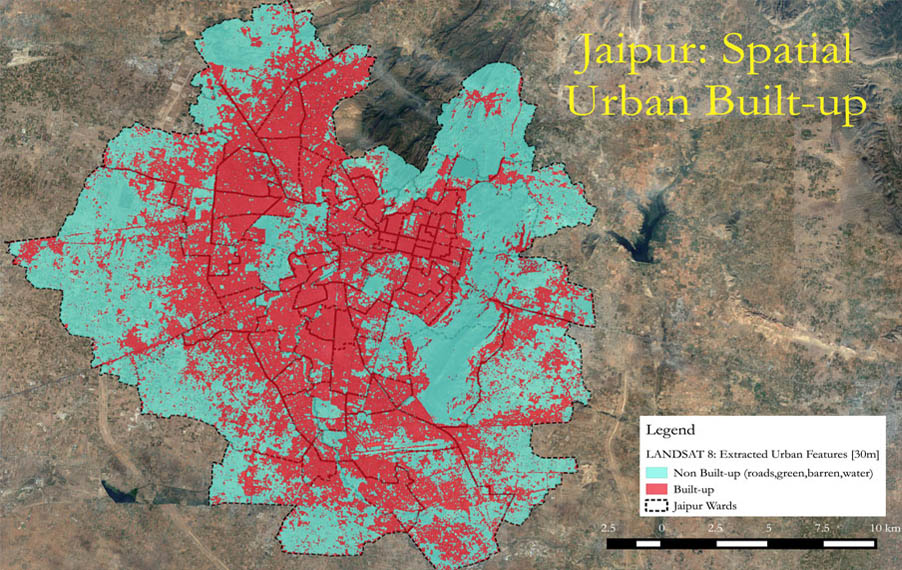 Jaipur: Spatial
Urban Built-up
Legend
LANDSAT 8: Extracted Urban Features [30m]
Non Built-up (roads,green,barren,water)
Built-up
Jaipur Wards
2.5 0 2.5 5 7.5 10 km